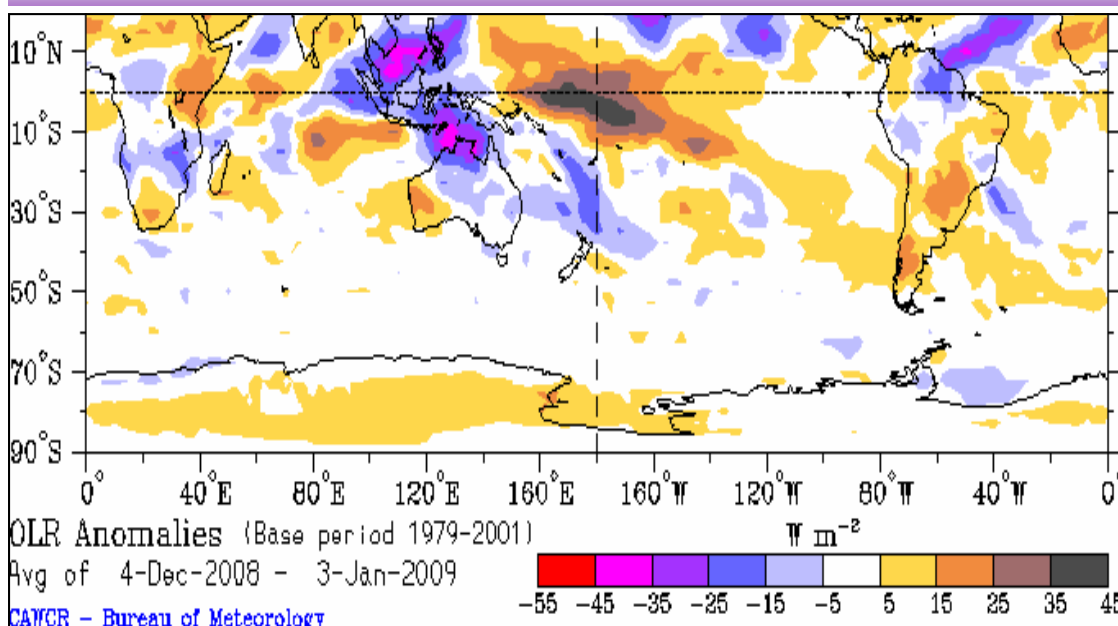 10°N
10°S
30°S
50°S
70°S
90°S
0° 40°E 80°E 120°E 160°E 160°W 120°W 80°W 40°W 0°
OLR Anomalies (Base period 1979-2001)
W m-2
Avg of 4-Dec-2008 - 3-Jan-2009
-55 -45 -35 -25 -15 -5 5 15 25 35 45
CAWCR - Bureau of Meteorology